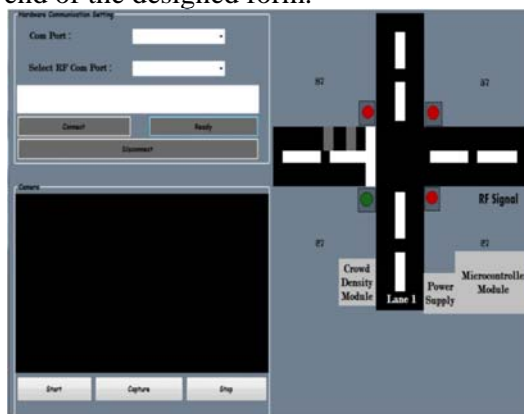 end of the designed form.
Hardware Communication Setting
Com Port :
Select RF Com Port :
Connect
Ready
Disconnect
Camera
Start
Capture
Stop
RF Signal
Crowd
Density
Module
Lane 1
Power
Supply
Microcontrolle
Module